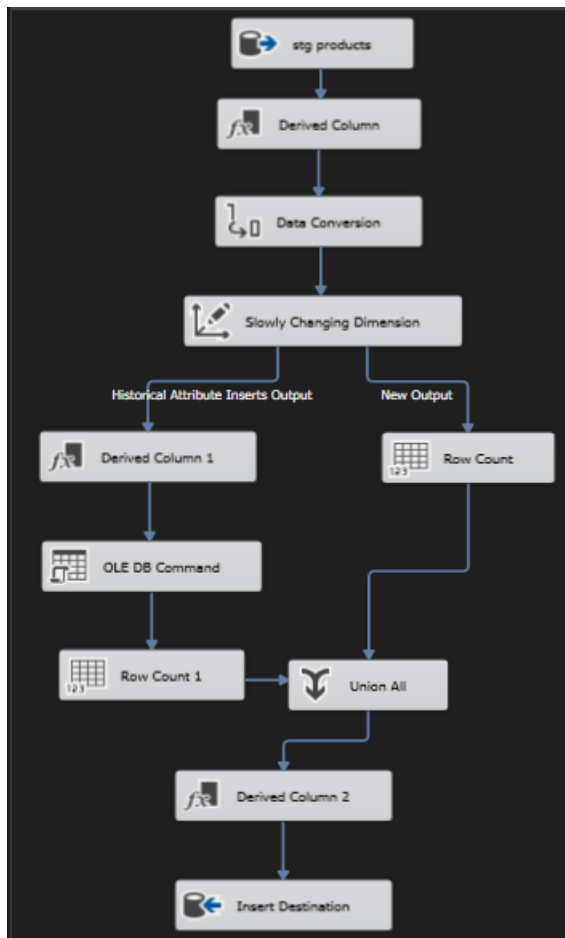 stg products
Derived Column
Data Conversion
Slowly Changing Dimension
Historical Attribute Inserts Output
New Output
Derived Column 1
Row Count
OLE DB Command
Row Count 1
Union All
Derived Column 2
Insert Destination